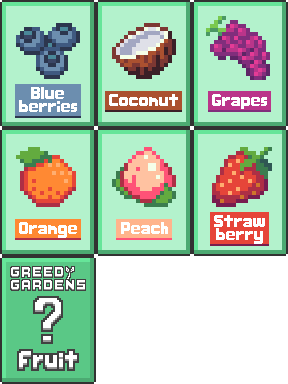 Blue
berries
Coconut
Grapes
Orange
Peach
Straw
berry
GREEDY
GARDENS
?
Fruit